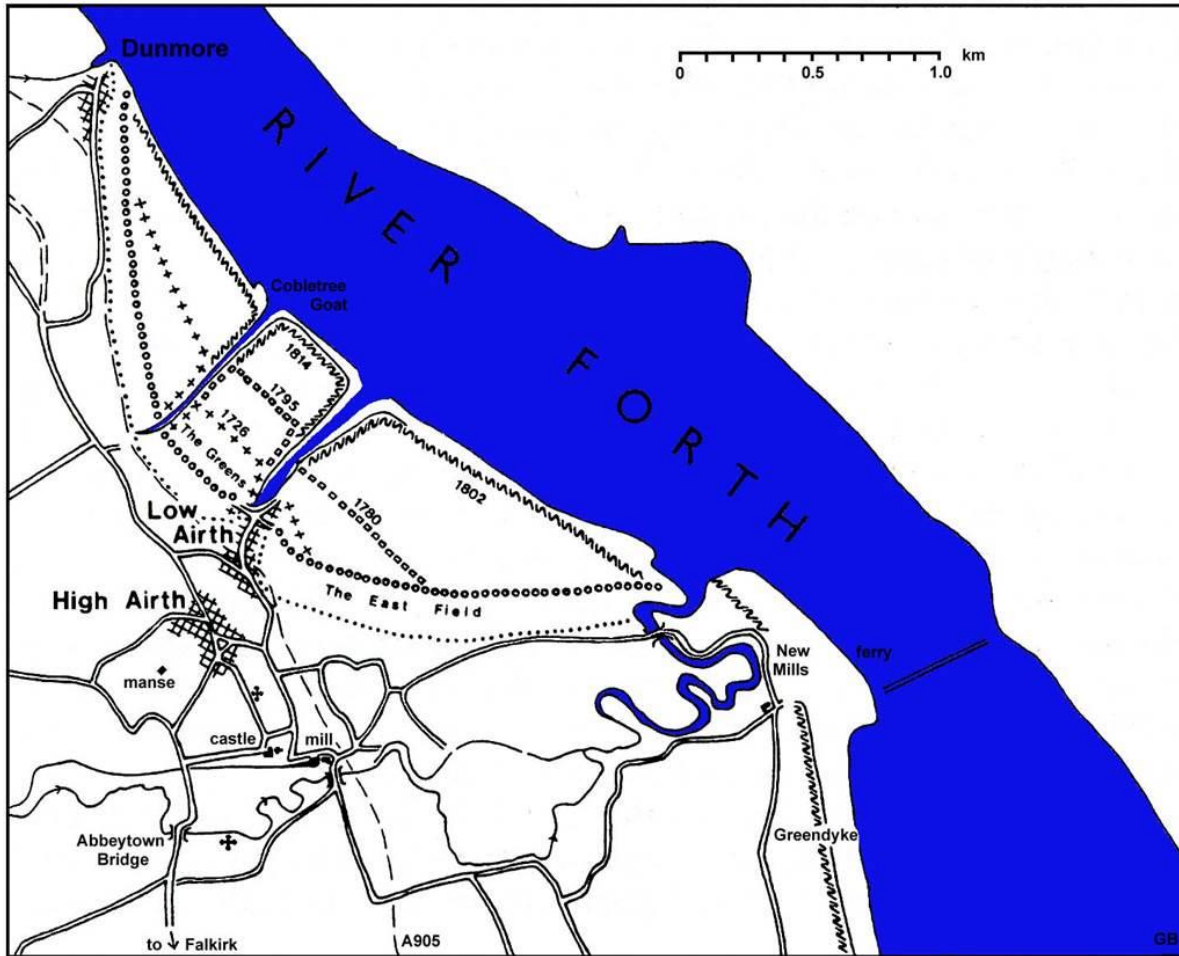 Dunmore
km
0 0.5 1.0
RIVER FORTH
Cobletree
Goat
1814
1795
1726
The Greens
1802
1780
Low
Airth
The East Field
High Airth
manse
New
Mills
ferry
castle
mill
Abbeytown
Bridge
Greendyke
to Falkirk
A905
GB